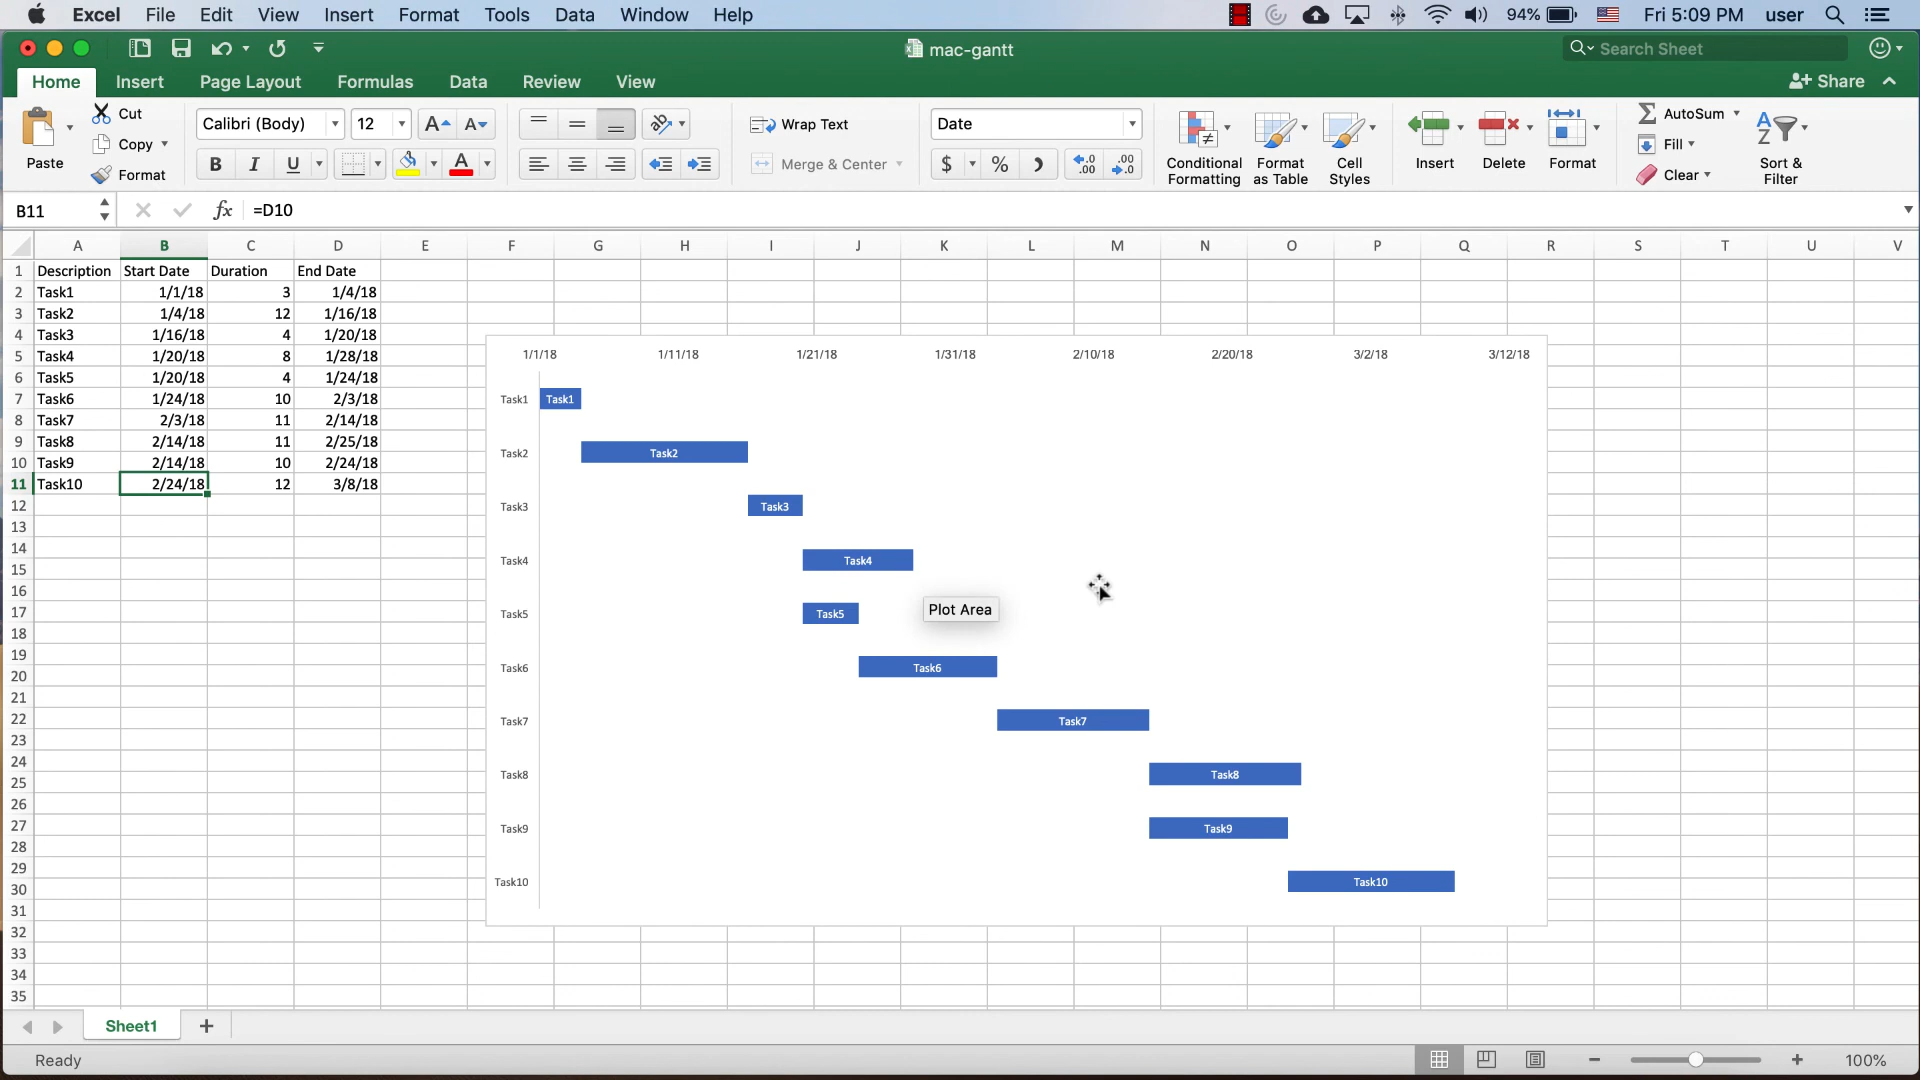 Excel File Edit View Insert Format Tools Data Window Help 94% Fri 5:09 PM user
mac-gantt Search Sheet
Home Insert Page Layout Formulas Data Review View Share
Paste Cut Copy Format
Calibri (Body) 12 A A
B I U A
Wrap Text
Merge & Center
Date
$ % .0 .00 .00 .0
Conditional Formatting Format as Table Cell Styles Insert Delete Format
AutoSum Fill Clear Sort & Filter
B11 fx =D10
A B C D E F G H I J K L M N O P Q R S T U V
1 Description Start Date Duration End Date
2 Task1 1/1/18 3 1/4/18
3 Task2 1/4/18 12 1/16/18
4 Task3 1/16/18 4 1/20/18
5 Task4 1/20/18 8 1/28/18
6 Task5 1/20/18 4 1/24/18
7 Task6 1/24/18 10 2/3/18
8 Task7 2/3/18 11 2/14/18
9 Task8 2/14/18 11 2/25/18
10 Task9 2/14/18 10 2/24/18
11 Task10 2/24/18 12 3/8/18
12
13
14
15
16
17
18
19
20
21
22
23
24
25
26
27
28
29
30
31
32
33
34
35
1/1/18 1/11/18 1/21/18 1/31/18 2/10/18 2/20/18 3/2/18 3/12/18
Task1 Task1
Task2 Task2
Task3 Task3
Task4 Task4
Plot Area
Task5 Task5
Task6 Task6
Task7 Task7
Task8 Task8
Task9 Task9
Task10 Task10
Sheet1
Ready 100%